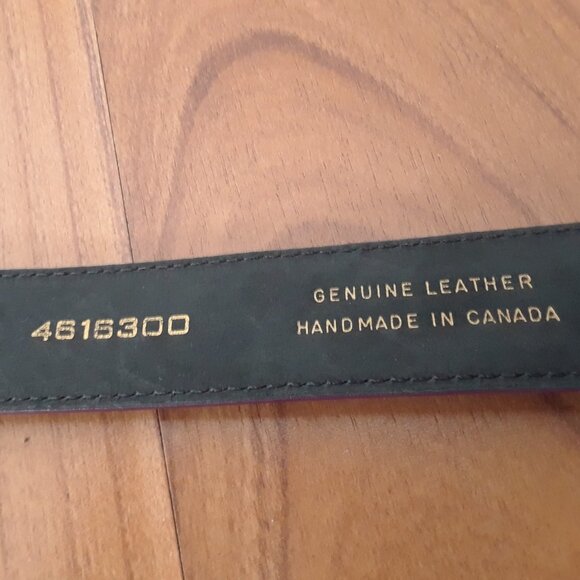 4616300
GENUINE LEATHER
HANDMADE IN CANADA